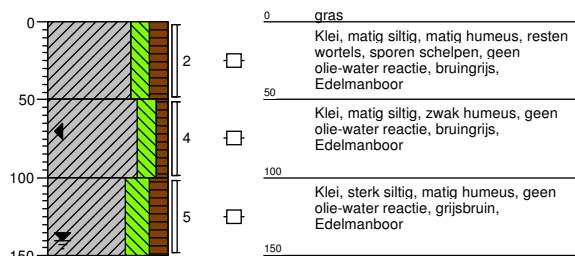 0
0 gras
Klei, matig siltig, matig humeus, resten
wortels, sporen schelpen, geen
olie-water reactie, bruingrijs,
Edelmanboor
2
50
50
Klei, matig siltig, zwak humeus, geen
olie-water reactie, bruingrijs,
Edelmanboor
4
100
100
Klei, sterk siltig, matig humeus, geen
olie-water reactie, grijsbruin,
Edelmanboor
5
150
150